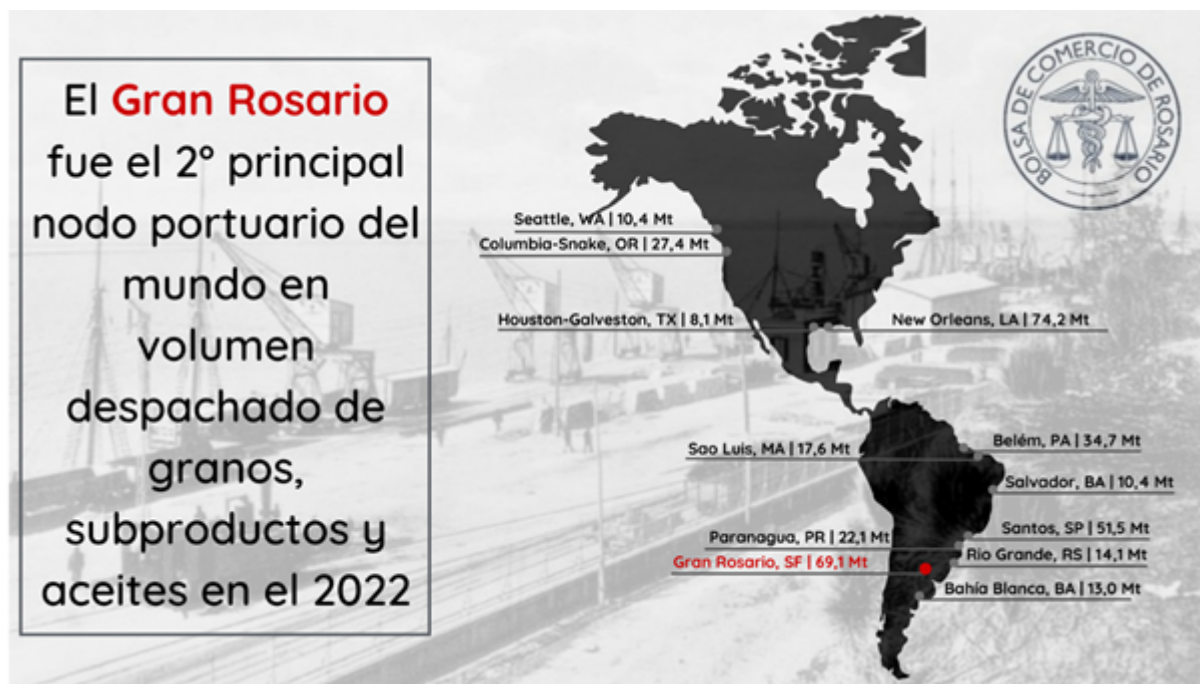 El Gran Rosario
fue el 2° principal
nodo portuario del
mundo en
volumen
despachado de
granos,
subproductos y
aceites en el 2022
BOLSA DE COMERCIO DE ROSARIO
Seattle, WA | 10,4 Mt
Columbia-Snake, OR | 27,4 Mt
Houston-Galveston, TX | 8,1 Mt
New Orleans, LA | 74,2 Mt
Sao Luis, MA | 17,6 Mt
Belém, PA | 34,7 Mt
Salvador, BA | 10,4 Mt
Santos, SP | 51,5 Mt
Paranagua, PR | 22,1 Mt
Rio Grande, RS | 14,1 Mt
Gran Rosario, SF | 69,1 Mt
Bahía Blanca, BA | 13,0 Mt